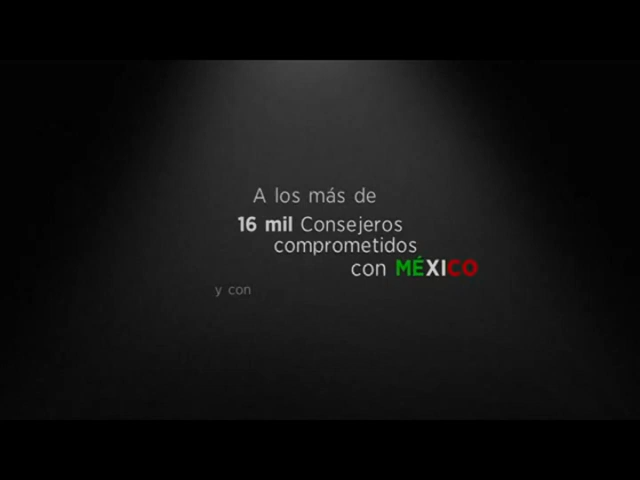 A los más de
16 mil Consejeros
comprometidos
con MÉXICO
y con